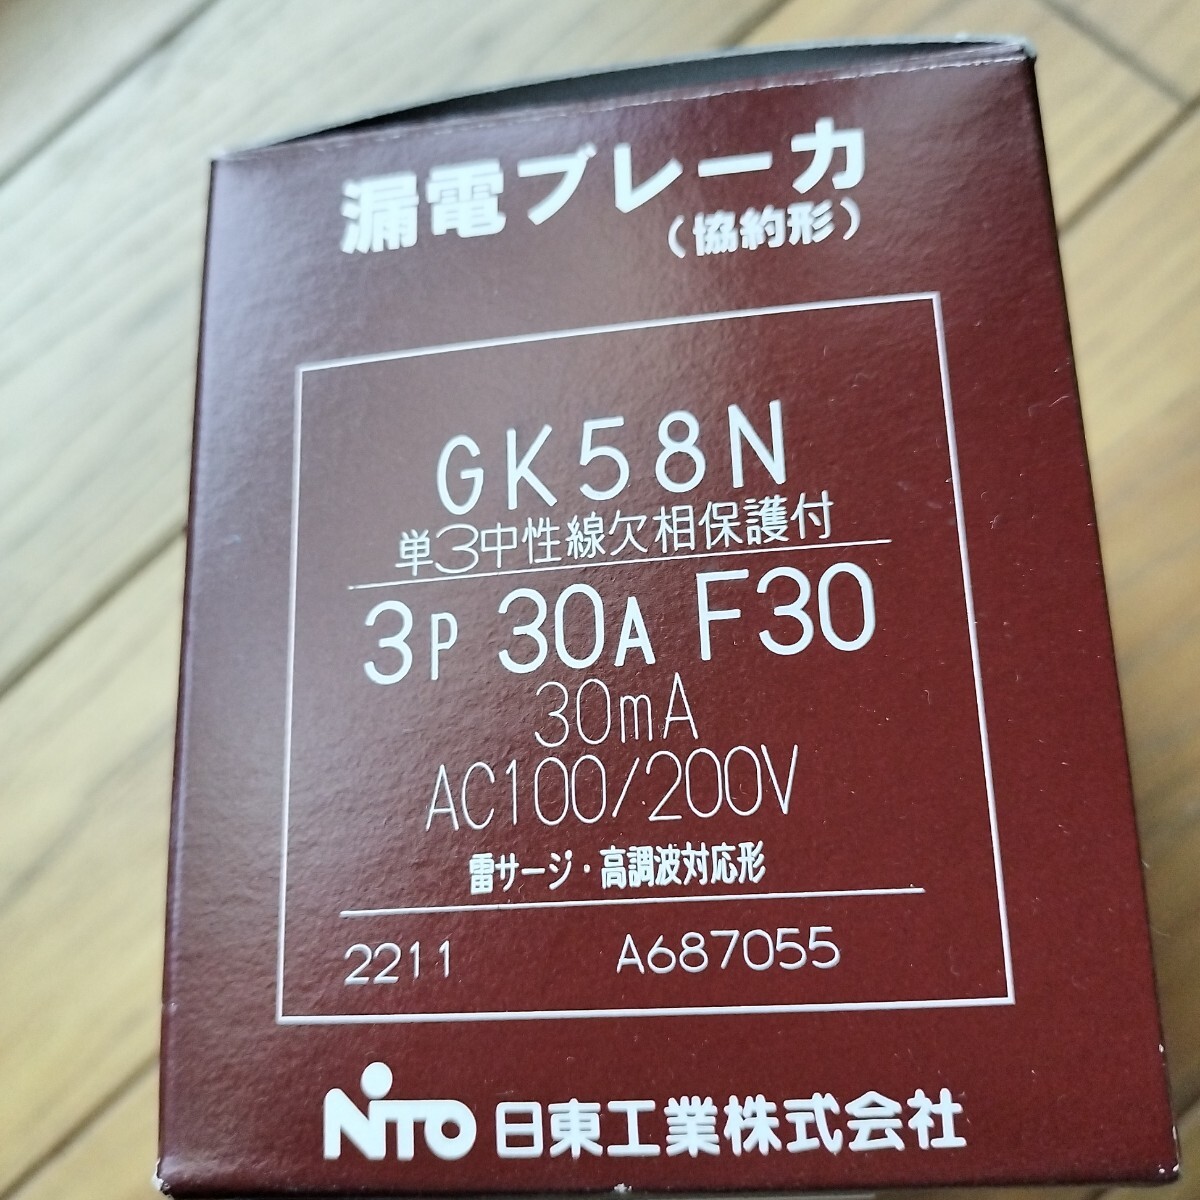 漏電ブレーカ
(協約形)
GK58N
単3中性線欠相保護付
3P 30A F30
30mA
AC100/200V
雷サージ・高調波対応形
2211 A687055
NITO 日東工業株式会社